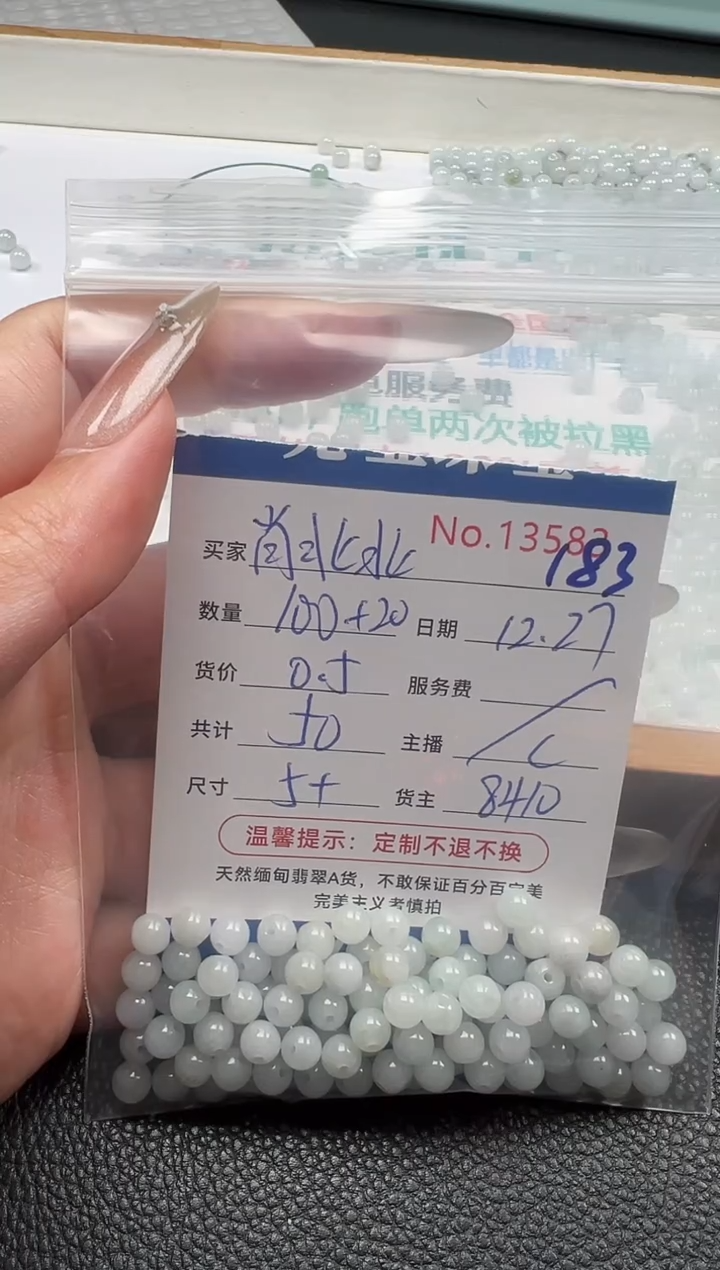 服务费
跑单两次被拉黑
No.13583
183
买家
数量 100+20 日期 12.27
货价 0.5 服务费 /
共计 50 主播 C
尺寸 5+ 货主 8410
温馨提示：定制不退不换
天然缅甸翡翠A货，不敢保证百分百完美
完美主义者慎拍